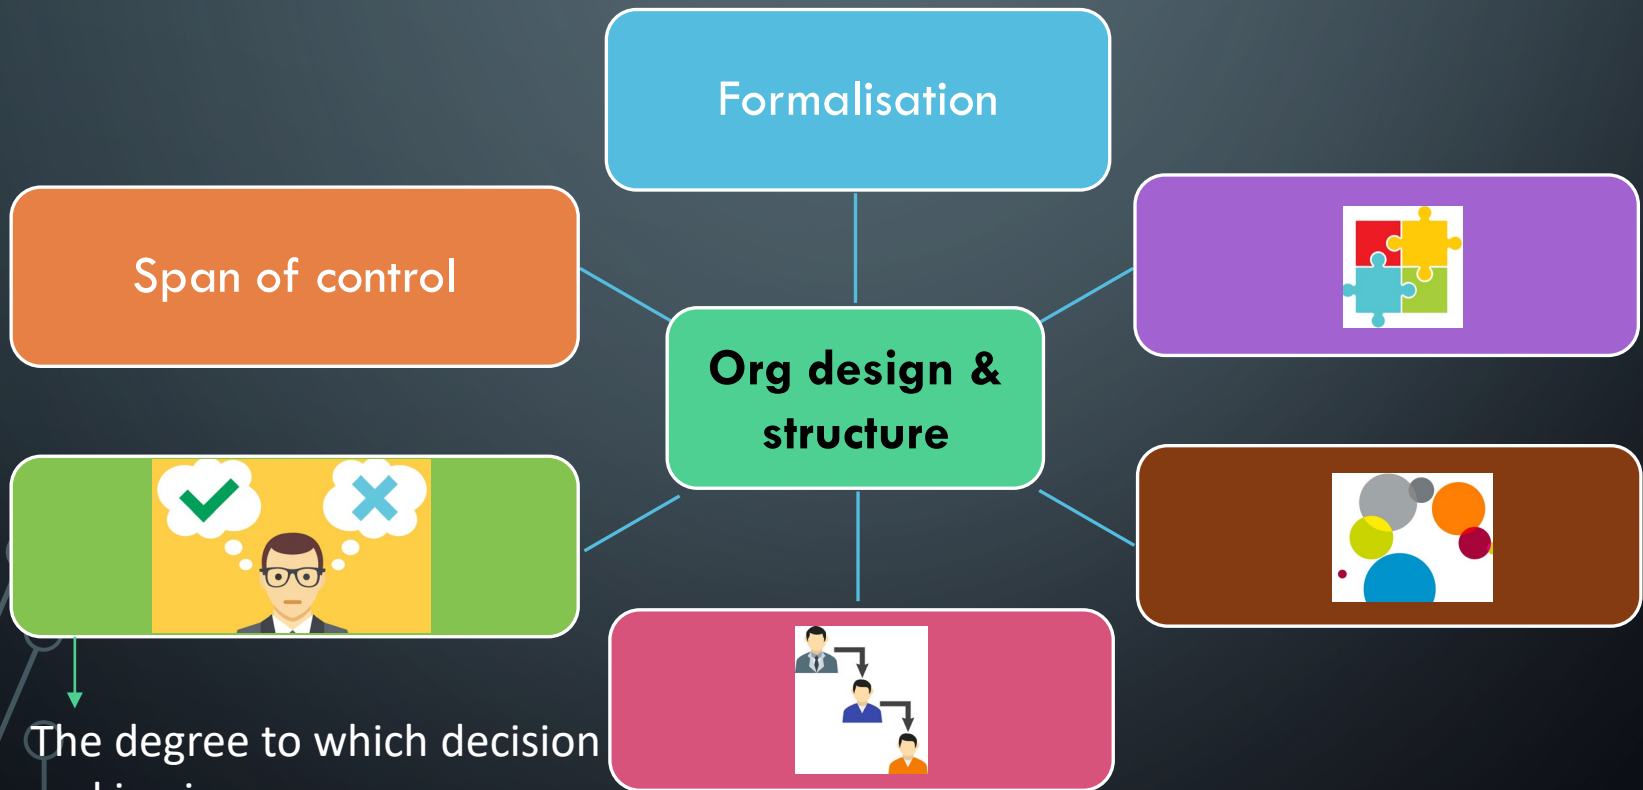 Formalisation
Span of control
Org design &
structure
The degree to which decision